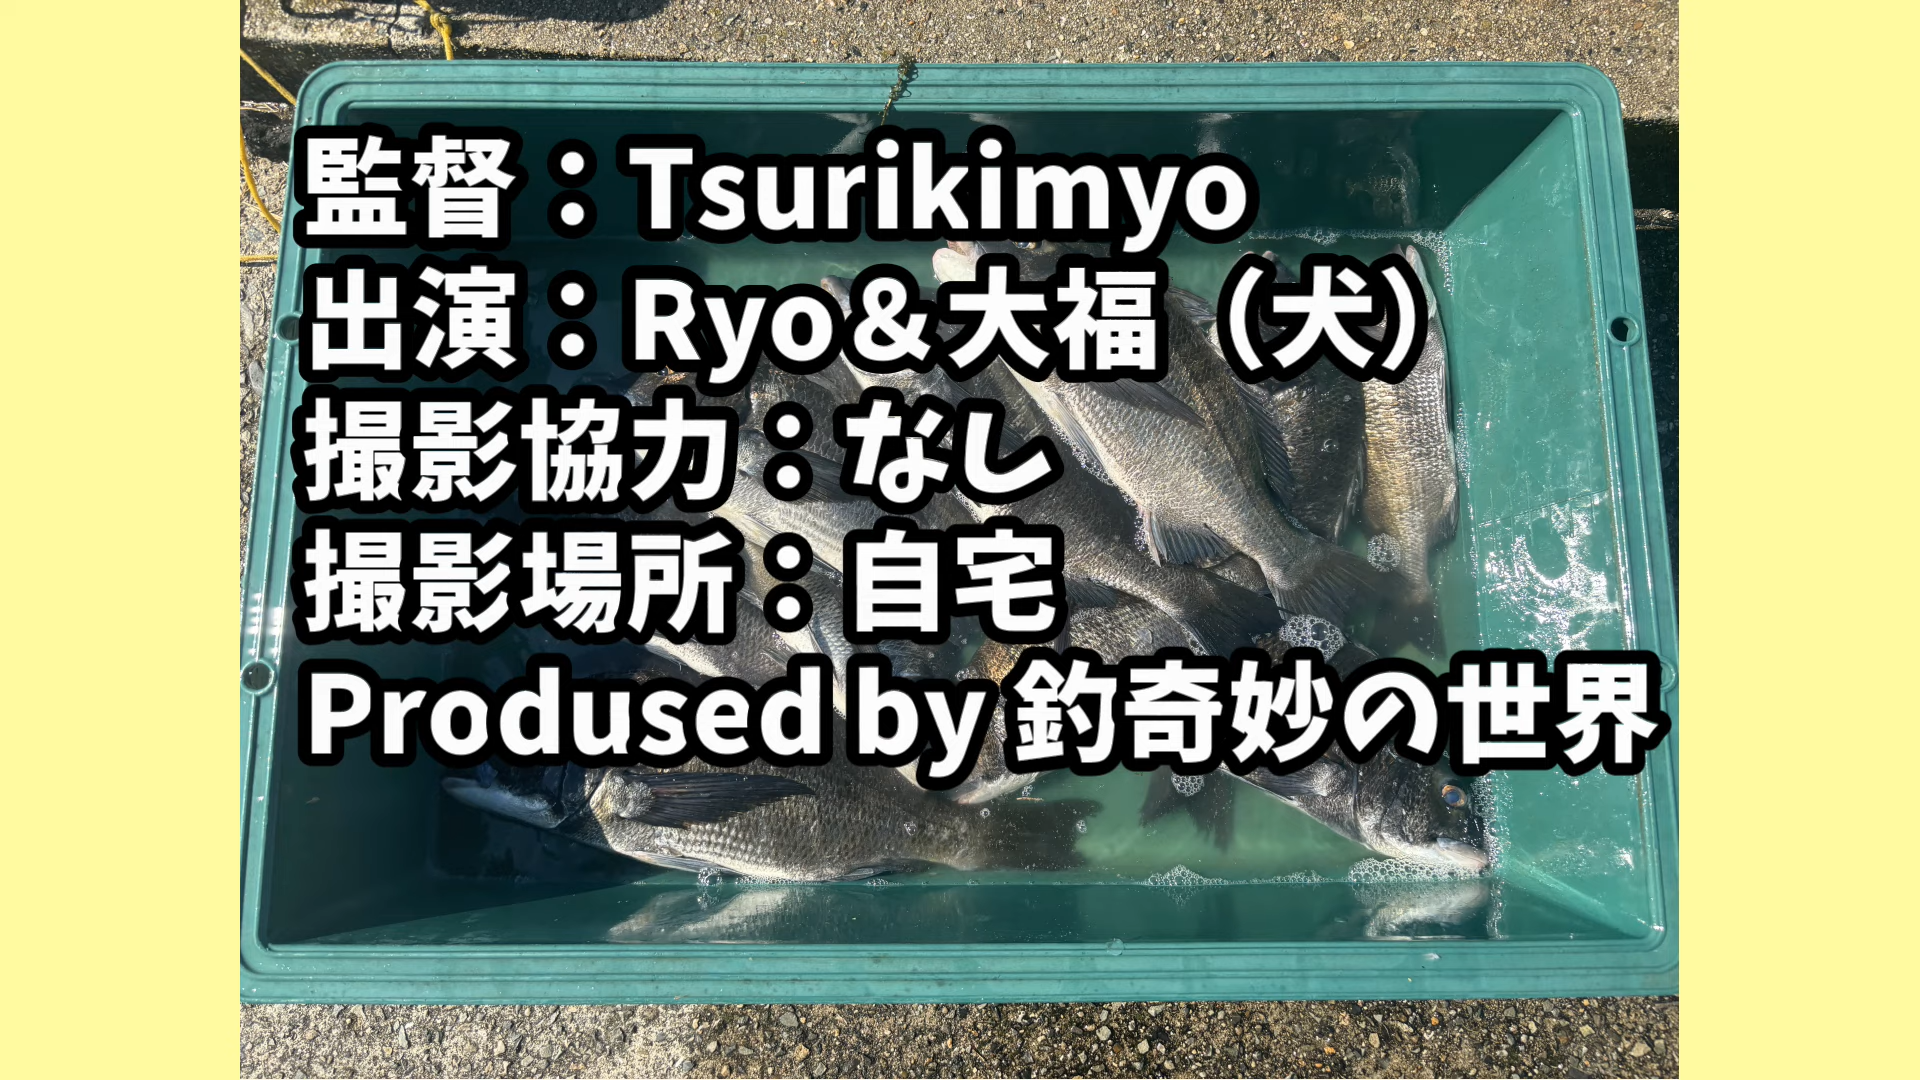 監督：Tsurikimyo
出演：Ryo＆大福（犬）
撮影協力：なし
撮影場所：自宅
Prodused by 釣奇妙の世界